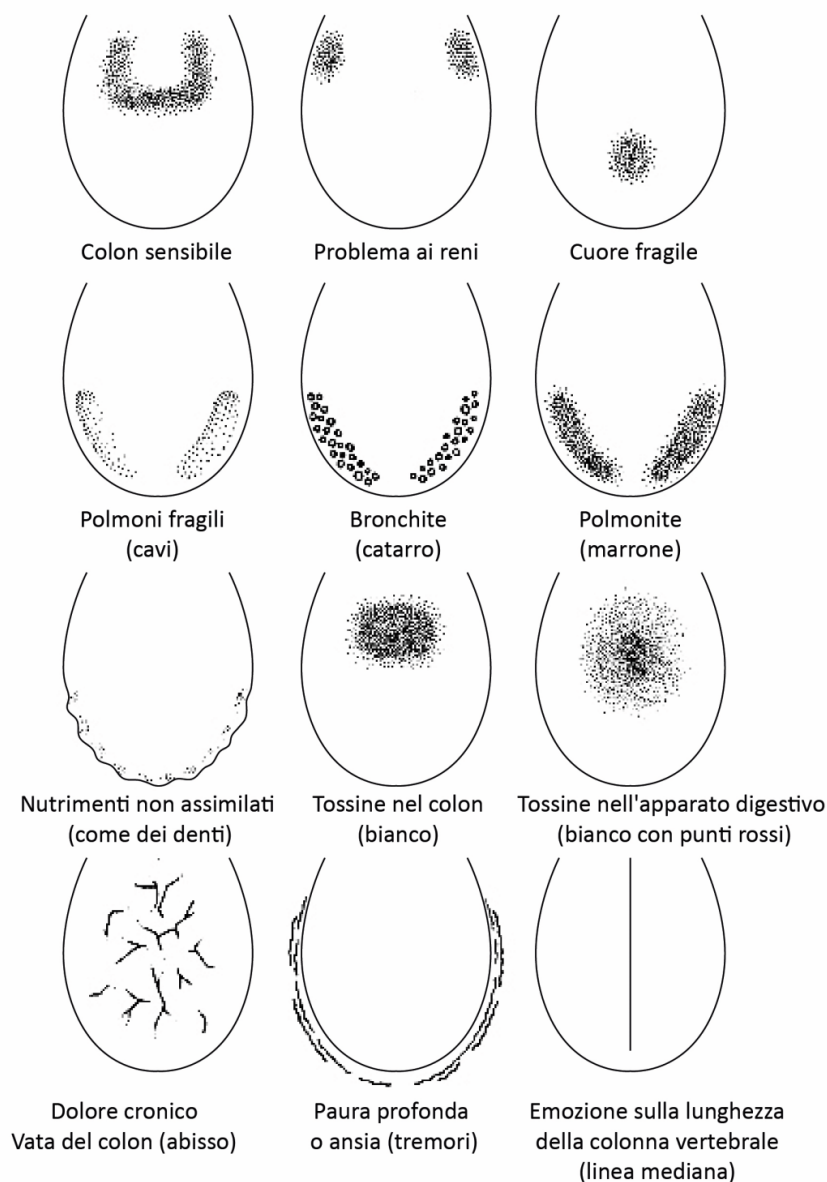 Colon sensibile
Problema ai reni
Cuore fragile
Polmoni fragili
(cavi)
Bronchite
(catarro)
Polmonite
(marrone)
Nutrimenti non assimilati
(come dei denti)
Tossine nel colon
(bianco)
Tossine nell'apparato digestivo
(bianco con punti rossi)
Dolore cronico
Vata del colon (abisso)
Paura profonda
o ansia (tremori)
Emozione sulla lunghezza
della colonna vertebrale
(linea mediana)